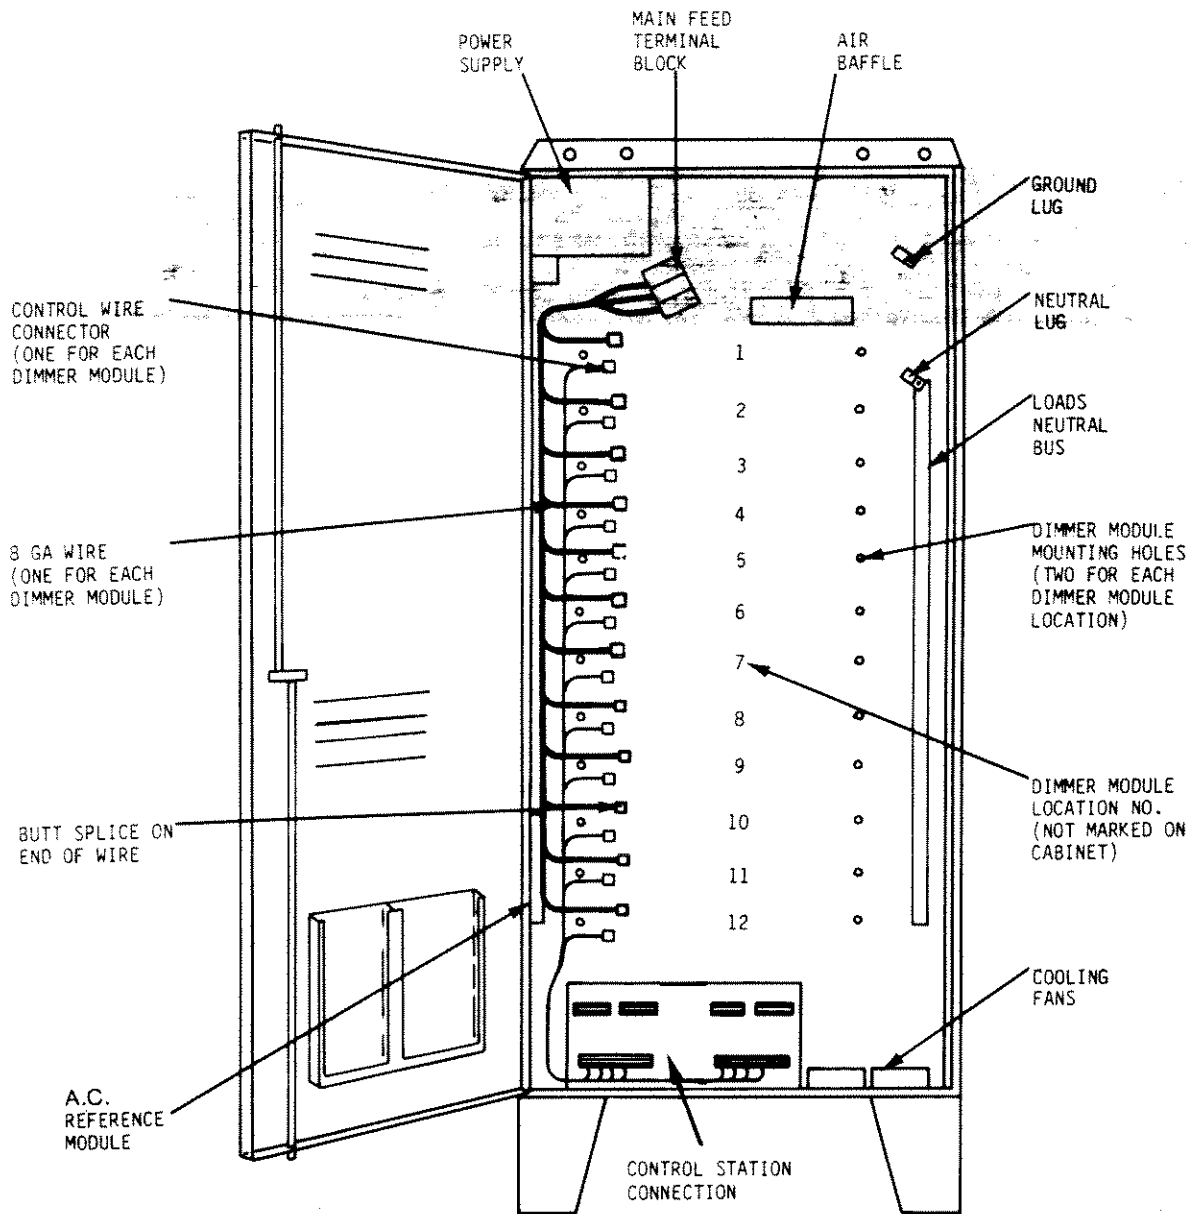 POWER
SUPPLY
MAIN FEED
TERMINAL
BLOCK
AIR
BAFFLE
GROUND
LUG
CONTROL WIRE
CONNECTOR
(ONE FOR EACH
DIMMER MODULE)
NEUTRAL
LUG
LOADS
NEUTRAL
BUS
8 GA WIRE
(ONE FOR EACH
DIMMER MODULE)
DIMMER MODULE
MOUNTING HOLES
(TWO FOR EACH
DIMMER MODULE
LOCATION)
1
2
3
4
5
6
7
8
9
10
11
12
BUTT SPLICE ON
END OF WIRE
DIMMER MODULE
LOCATION NO.
(NOT MARKED ON
CABINET)
COOLING
FANS
A.C.
REFERENCE
MODULE
CONTROL STATION
CONNECTION